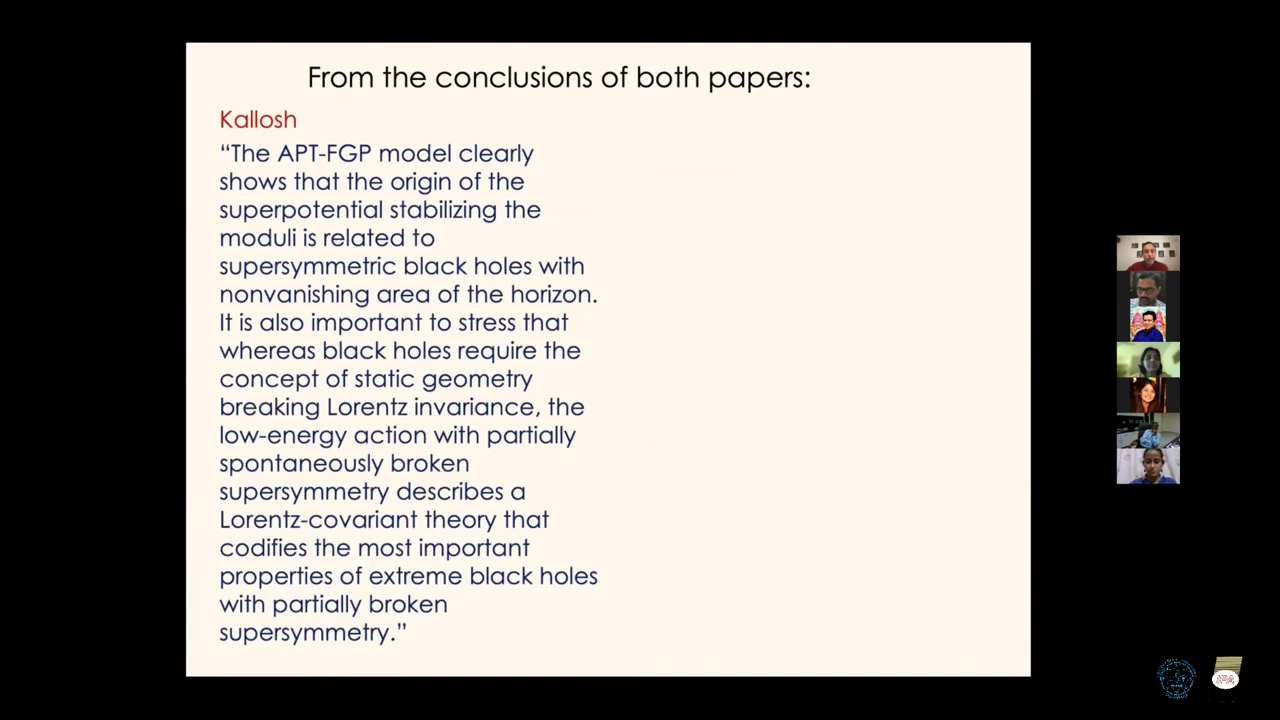 From the conclusions of both papers:
Kallosh
“The APT-FGP model clearly
shows that the origin of the
superpotential stabilizing the
moduli is related to
supersymmetric black holes with
nonvanishing area of the horizon.
It is also important to stress that
whereas black holes require the
concept of static geometry
breaking Lorentz invariance, the
low-energy action with partially
spontaneously broken
supersymmetry describes a
Lorentz-covariant theory that
codifies the most important
properties of extreme black holes
with partially broken
supersymmetry.”